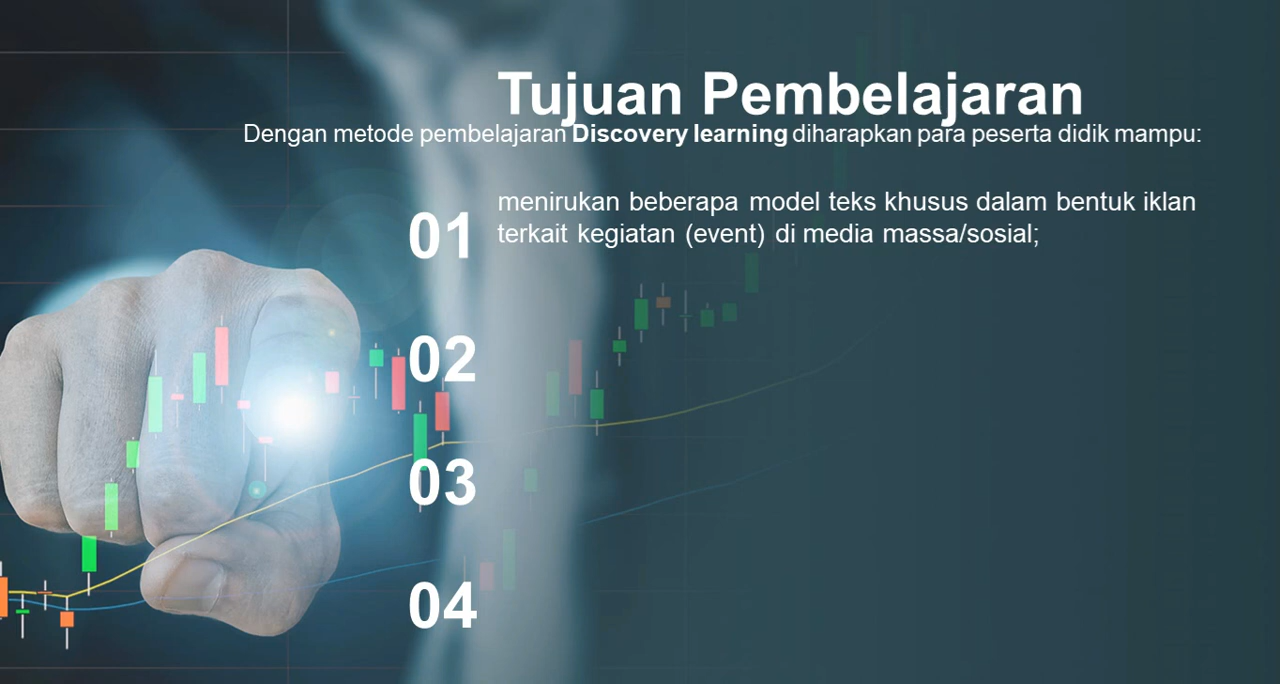 Tujuan Pembelajaran
Dengan metode pembelajaran Discovery learning diharapkan para peserta didik mampu:
01
menirukan beberapa model teks khusus dalam bentuk iklan
terkait kegiatan (event) di media massa/sosial;
02
03
04